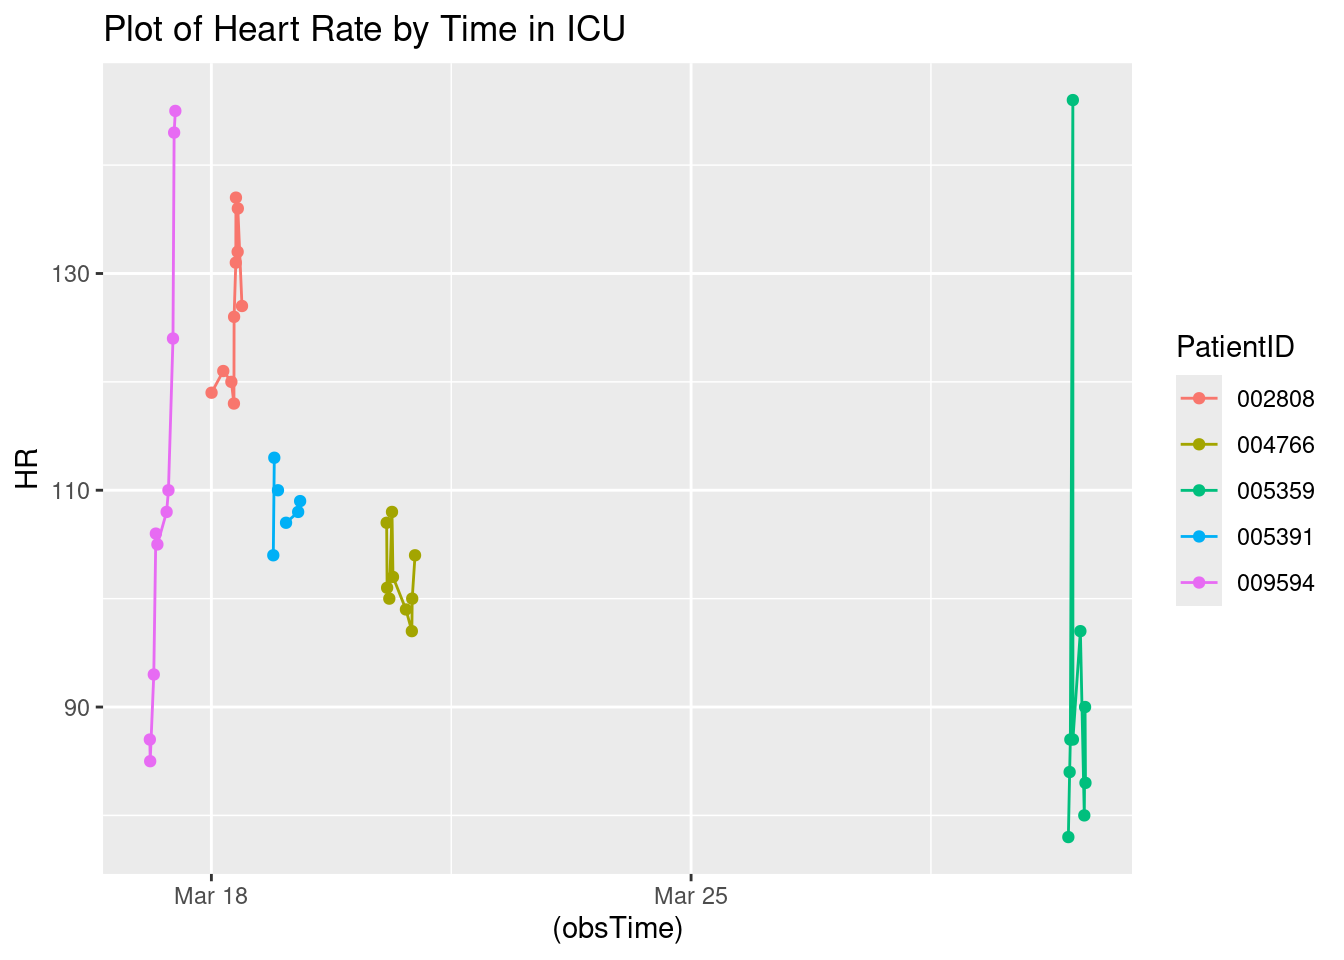 Plot of Heart Rate by Time in ICU
130
110
90
HR
Mar 18
Mar 25
(obsTime)
PatientID
002808
004766
005359
005391
009594